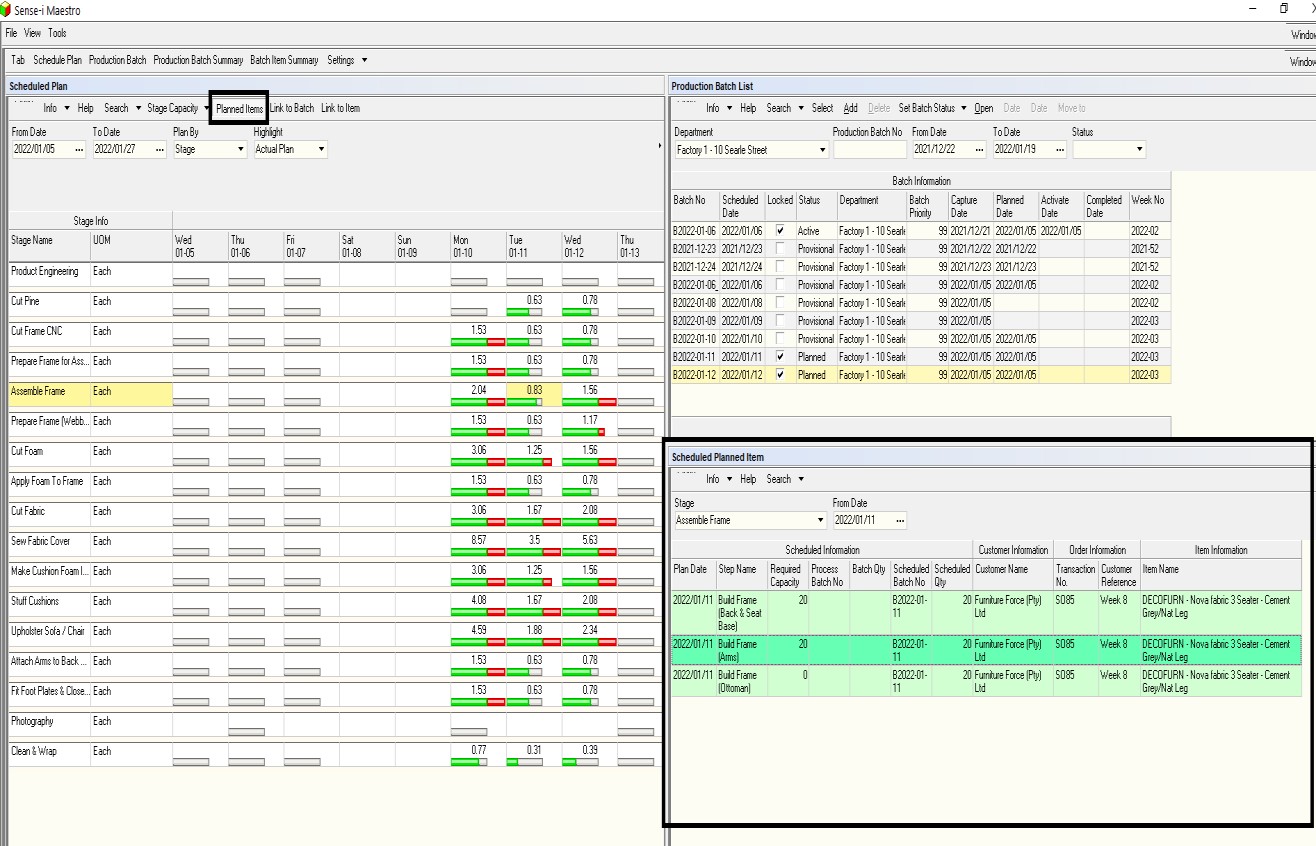 Sense-i Maestro
File View Tools
Window
Tab Schedule Plan Production Batch Production Batch Summary Batch Item Summary Settings
Window
Scheduled Plan
Info Help Search Stage Capacity Planned Items Link to Batch Link to Item
From Date To Date Plan By Highlight
2022/01/05 ... 2022/01/27 ... Stage Actual Plan
Stage Info
Stage Name UOM Wed 01-05 Thu 01-06 Fri 01-07 Sat 01-08 Sun 01-09 Mon 01-10 Tue 01-11 Wed 01-12 Thu 01-13
Product Engineering Each
Cut Pine Each 0.63 0.78
Cut Frame CNC Each 1.53 0.63 0.78
Prepare Frame for Ass... Each 1.53 0.63 0.78
Assemble Frame Each 2.04 0.83 1.56
Prepare Frame (Webb... Each 1.53 0.63 1.17
Cut Foam Each 3.06 1.25 1.56
Apply Foam To Frame Each 1.53 0.63 0.78
Cut Fabric Each 3.06 1.67 2.08
Sew Fabric Cover Each 8.57 3.5 5.63
Make Cushion Foam I... Each 3.06 1.25 1.56
Stuff Cushions Each 4.08 1.67 2.08
Upholster Sofa / Chair Each 4.59 1.88 2.34
Attach Arms to Back ... Each 1.53 0.63 0.78
Fit Foot Plates & Close... Each 1.53 0.63 0.78
Photography Each
Clean & Wrap Each 0.77 0.31 0.39
Production Batch List
Info Help Search Select Add Delete Set Batch Status Open Date Date Move to
Department Production Batch No From Date To Date Status
Factory 1 - 10 Searle Street 2021/12/22 ... 2022/01/19 ...
Batch Information
Batch No Scheduled Date Locked Status Department Batch Priority Capture Date Planned Date Activate Date Completed Date Week No
B2022-01-06 2022/01/06 Active Factory 1 - 10 Searle 99 2021/12/21 2022/01/05 2022/01/05 2022-02
B2021-12-23 2021/12/23 Provisional Factory 1 - 10 Searle 99 2021/12/22 2021/12/22 2021-52
B2021-12-24 2021/12/24 Provisional Factory 1 - 10 Searle 99 2021/12/23 2021/12/23 2021-52
B2022-01-06_ 2022/01/06 Provisional Factory 1 - 10 Searle 99 2022/01/05 2022/01/05 2022-02
B2022-01-08 2022/01/08 Provisional Factory 1 - 10 Searle 99 2022/01/05 2022-02
B2022-01-09 2022/01/09 Provisional Factory 1 - 10 Searle 99 2022/01/05 2022-03
B2022-01-10 2022/01/10 Provisional Factory 1 - 10 Searle 99 2022/01/05 2022/01/05 2022-03
B2022-01-11 2022/01/11 Planned Factory 1 - 10 Searle 99 2022/01/05 2022/01/05 2022-03
B2022-01-12 2022/01/12 Planned Factory 1 - 10 Searle 99 2022/01/05 2022/01/05 2022-03
Scheduled Planned Item
Info Help Search
Stage From Date
Assemble Frame 2022/01/11 ...
Scheduled Information Customer Information Order Information Item Information
Plan Date Step Name Required Capacity Process Batch No Batch Qty Scheduled Batch No Scheduled Qty Customer Name Transaction No. Customer Reference Item Name
2022/01/11 Build Frame (Back & Seat Base) 20 B2022-01-11 20 Furniture Force (Pty) Ltd SO85 Week 8 DECOFURN - Nova fabric 3 Seater - Cement Grey/Nat Leg
2022/01/11 Build Frame (Arms) 20 B2022-01-11 20 Furniture Force (Pty) Ltd SO85 Week 8 DECOFURN - Nova fabric 3 Seater - Cement Grey/Nat Leg
2022/01/11 Build Frame (Ottoman) 0 B2022-01-11 20 Furniture Force (Pty) Ltd SO85 Week 8 DECOFURN - Nova fabric 3 Seater - Cement Grey/Nat Leg